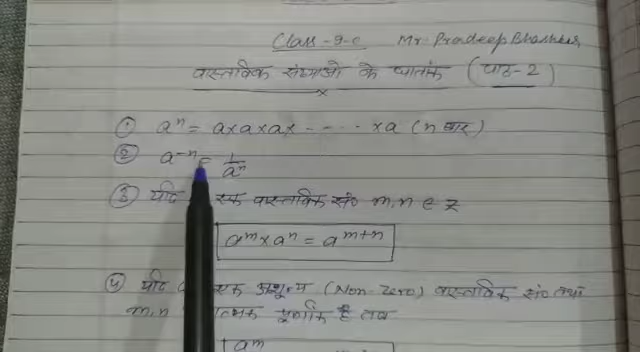 Class-9-c Mr. Pradeep Bhaskar
वास्तविक संख्याओं के घातांक (पाठ-2)
① aⁿ = a×a×a× - - - - ×a (n बार)
② a⁻ⁿ = 1/aⁿ
③ यदि एक वास्तविक सं० m,n ∈ z
aᵐ×aⁿ = aᵐ⁺ⁿ
④ यदि एक अशून्य (Non-Zero) वास्तविक सं० तथा
m,n पूर्णांक है तब
aᵐ